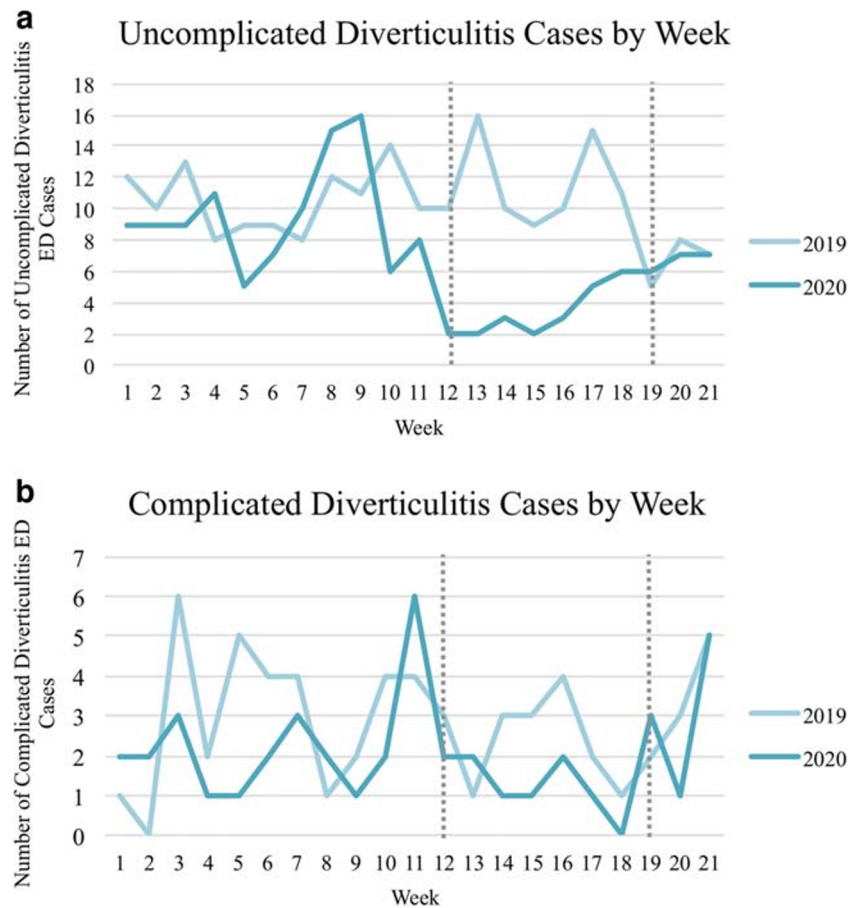 a
Uncomplicated Diverticulitis Cases by Week
Number of Uncomplicated Diverticulitis
ED Cases
18
16
14
12
10
8
6
4
2
0
1 2 3 4 5 6 7 8 9 10 11 12 13 14 15 16 17 18 19 20 21
Week
2019
2020
b
Complicated Diverticulitis Cases by Week
Number of Complicated Diverticulitis ED
Cases
7
6
5
4
3
2
1
0
1 2 3 4 5 6 7 8 9 10 11 12 13 14 15 16 17 18 19 20 21
Week
2019
2020